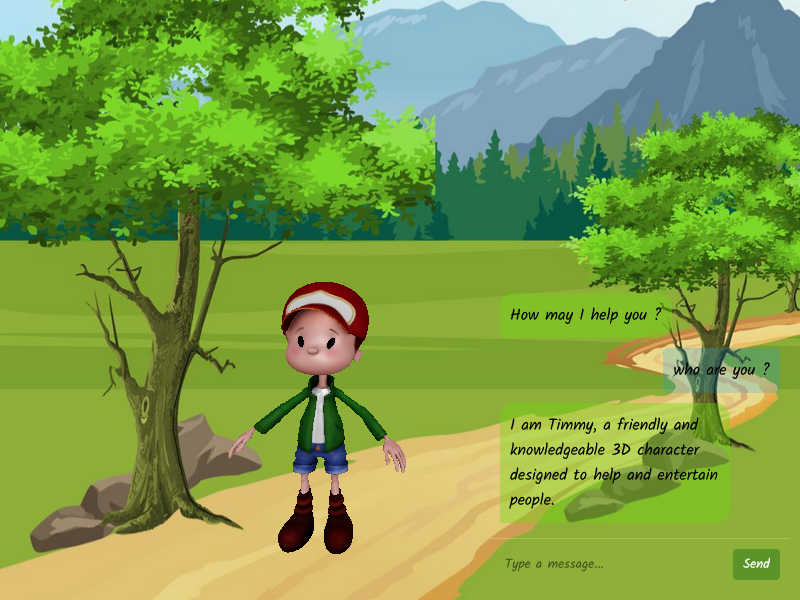 How may I help you ?
who are you ?
I am Timmy, a friendly and
knowledgeable 3D character
designed to help and entertain
people.
Type a message...
Send